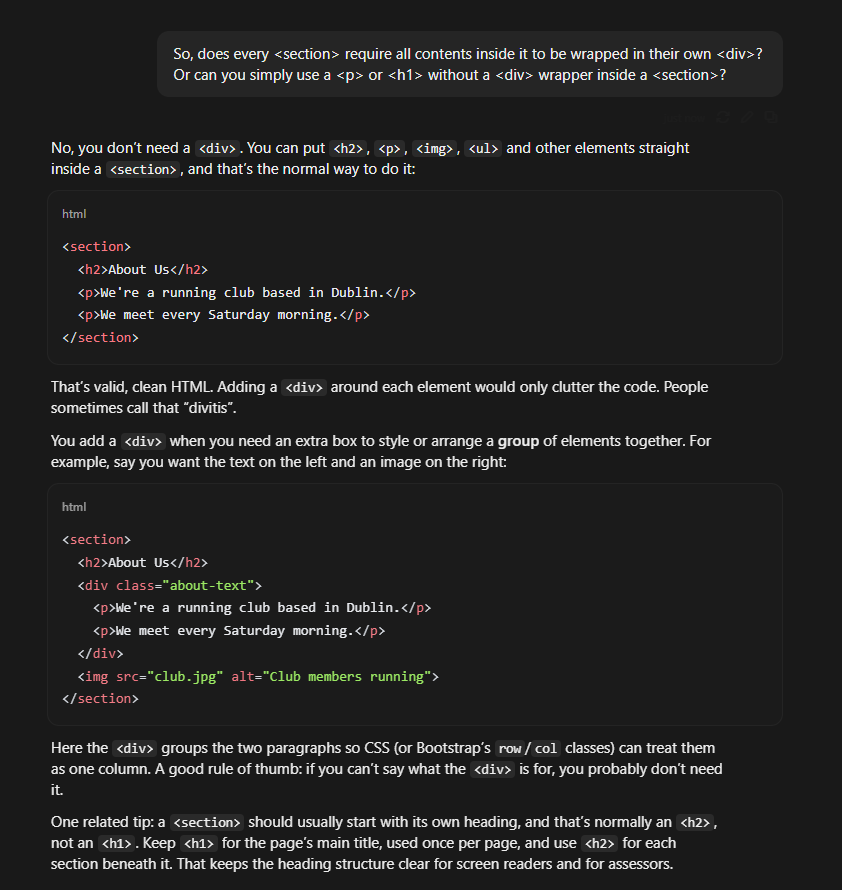 So, does every <section> require all contents inside it to be wrapped in their own <div>?
Or can you simply use a <p> or <h1> without a <div> wrapper inside a <section>?
No, you don’t need a <div>. You can put <h2>, <p>, <img>, <ul> and other elements straight
inside a <section>, and that’s the normal way to do it:
html
<section>
  <h2>About Us</h2>
  <p>We're a running club based in Dublin.</p>
  <p>We meet every Saturday morning.</p>
</section>
That’s valid, clean HTML. Adding a <div> around each element would only clutter the code. People
sometimes call that “divitis”.
You add a <div> when you need an extra box to style or arrange a group of elements together. For
example, say you want the text on the left and an image on the right:
html
<section>
  <h2>About Us</h2>
  <div class="about-text">
    <p>We're a running club based in Dublin.</p>
    <p>We meet every Saturday morning.</p>
  </div>
  <img src="club.jpg" alt="Club members running">
</section>
Here the <div> groups the two paragraphs so CSS (or Bootstrap’s row/col classes) can treat them
as one column. A good rule of thumb: if you can’t say what the <div> is for, you probably don’t need
it.
One related tip: a <section> should usually start with its own heading, and that’s normally an <h2>,
not an <h1>. Keep <h1> for the page’s main title, used once per page, and use <h2> for each
section beneath it. That keeps the heading structure clear for screen readers and for assessors.